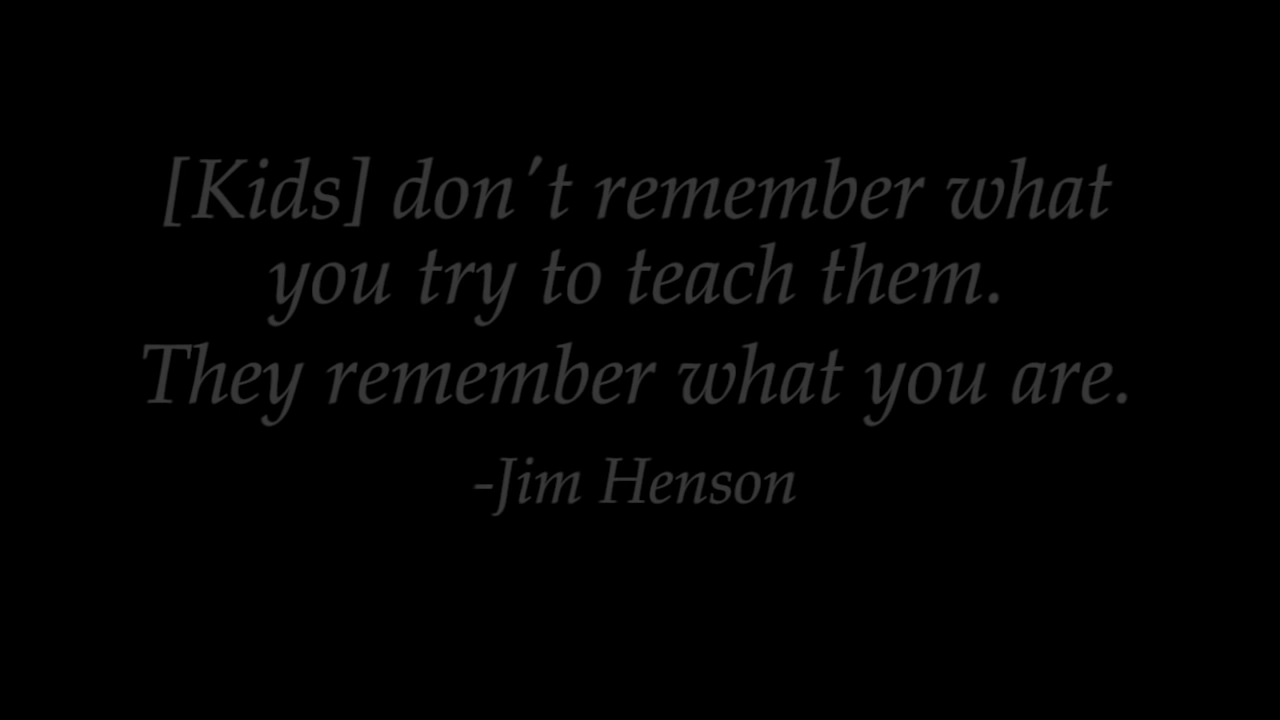 [Kids] don't remember what
you try to teach them.
They remember what you are.
-Jim Henson